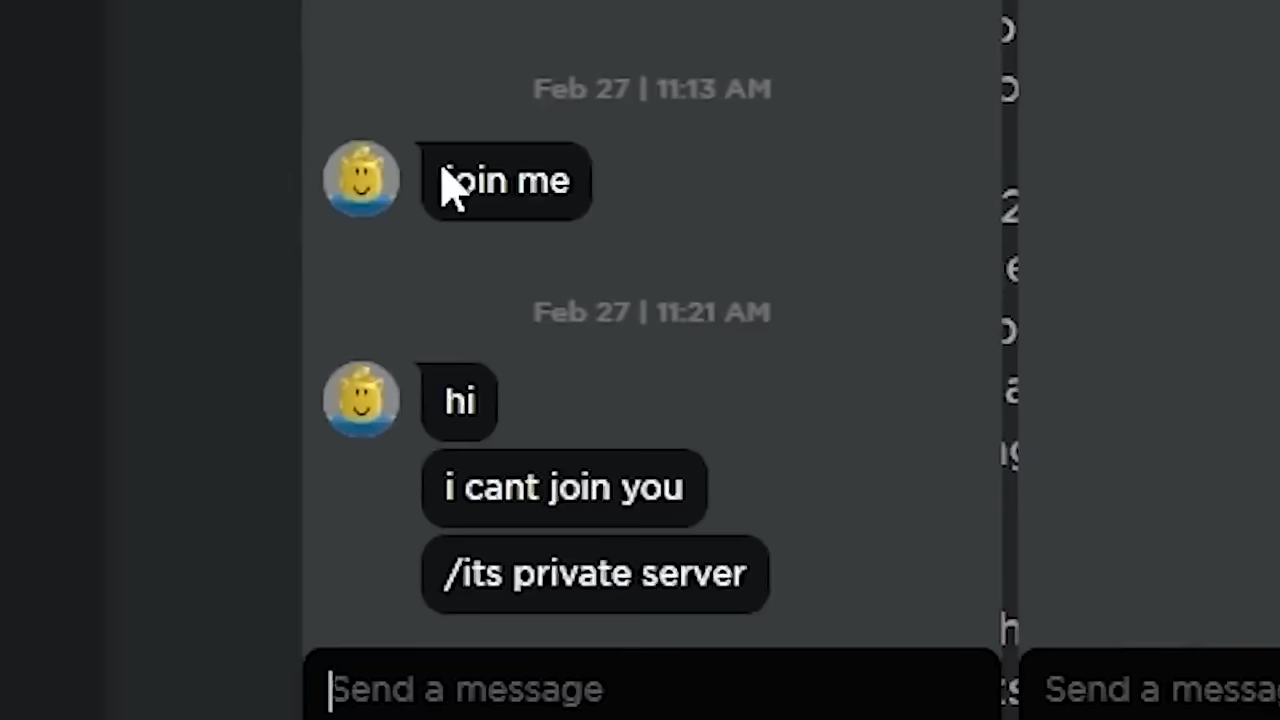 Feb 27 | 11:13 AM
join me
Feb 27 | 11:21 AM
hi
i cant join you
/its private server
Send a message
Send a messa